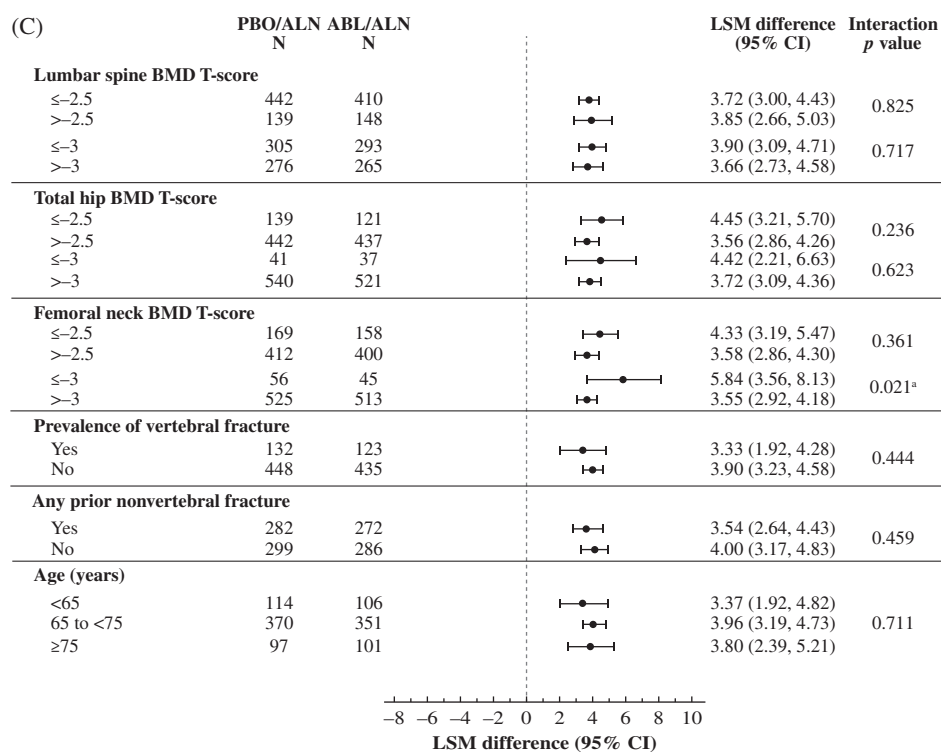 (C)
PBO/ALN ABL/ALN LSM difference Interaction
N N (95% CI) p value
Lumbar spine BMD T-score
≤–2.5 442 410 3.72 (3.00, 4.43)
0.825
>–2.5 139 148 3.85 (2.66, 5.03)
≤–3 305 293 3.90 (3.09, 4.71)
0.717
>–3 276 265 3.66 (2.73, 4.58)
Total hip BMD T-score
≤–2.5 139 121 4.45 (3.21, 5.70)
0.236
>–2.5 442 437 3.56 (2.86, 4.26)
≤–3 41 37 4.42 (2.21, 6.63)
0.623
>–3 540 521 3.72 (3.09, 4.36)
Femoral neck BMD T-score
≤–2.5 169 158 4.33 (3.19, 5.47)
0.361
>–2.5 412 400 3.58 (2.86, 4.30)
≤–3 56 45 5.84 (3.56, 8.13)
0.021ᵃ
>–3 525 513 3.55 (2.92, 4.18)
Prevalence of vertebral fracture
Yes 132 123 3.33 (1.92, 4.28)
0.444
No 448 435 3.90 (3.23, 4.58)
Any prior nonvertebral fracture
Yes 282 272 3.54 (2.64, 4.43)
0.459
No 299 286 4.00 (3.17, 4.83)
Age (years)
<65 114 106 3.37 (1.92, 4.82)
65 to <75 370 351 3.96 (3.19, 4.73) 0.711
≥75 97 101 3.80 (2.39, 5.21)
–8 –6 –4 –2 0 2 4 6 8 10
LSM difference (95% CI)